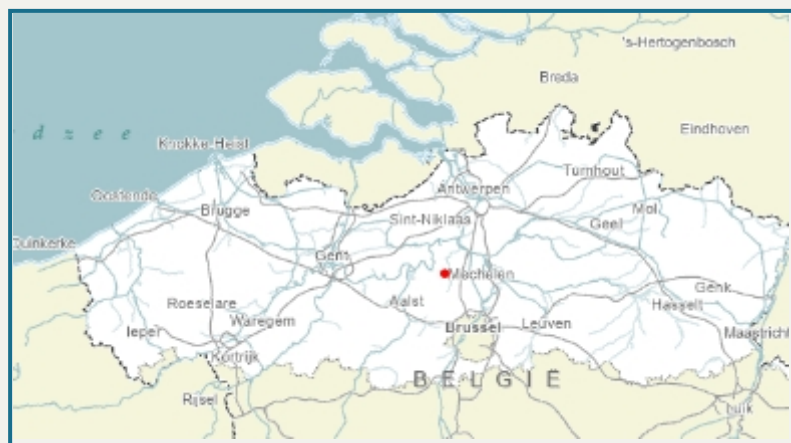 's-Hertogenbosch
Breda
d z e e
Eindhoven
Knokke-Heist
Turnhout
Antwerpen
Oostende
Mol
Brugge
Sint-Niklaas
Geel
Duinkerke
Gent
Mechelen
Genk
Roeselare
Aalst
Hasselt
Ieper
Waregem
Brussel
Leuven
Maastricht
Kortrijk
BELGIË
Rijsel
Luik